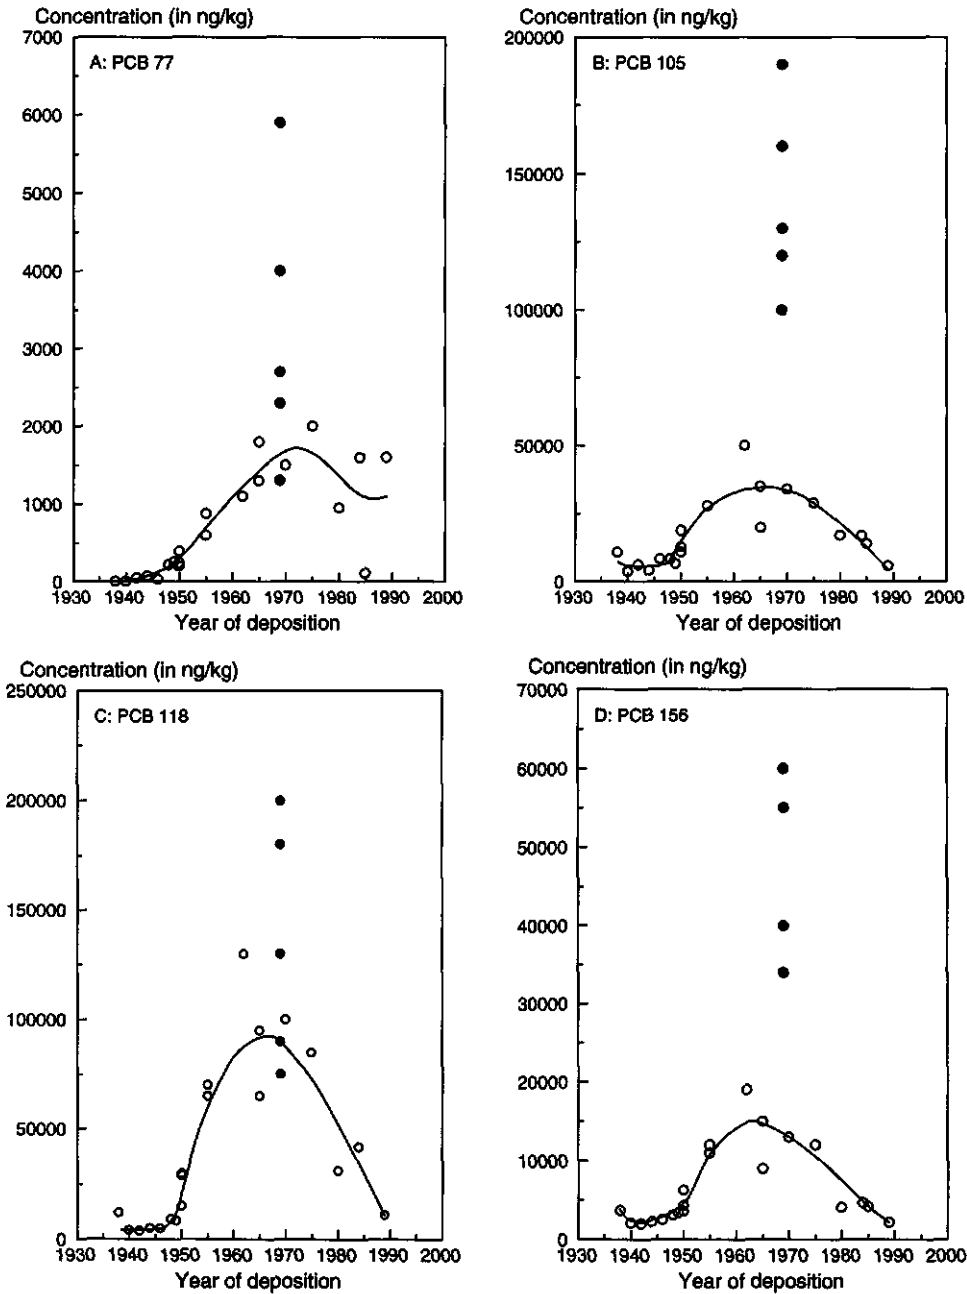 Concentration (in ng/kg)
7000
A: PCB 77
6000
5000
4000
3000
2000
1000
0
1930 1940 1950 1960 1970 1980 1990 2000
Year of deposition
Concentration (in ng/kg)
200000
B: PCB 105
150000
100000
50000
0
1930 1940 1950 1960 1970 1980 1990 2000
Year of deposition
Concentration (in ng/kg)
250000
C: PCB 118
200000
150000
100000
50000
0
1930 1940 1950 1960 1970 1980 1990 2000
Year of deposition
Concentration (in ng/kg)
70000
D: PCB 156
60000
50000
40000
30000
20000
10000
0
1930 1940 1950 1960 1970 1980 1990 2000
Year of deposition